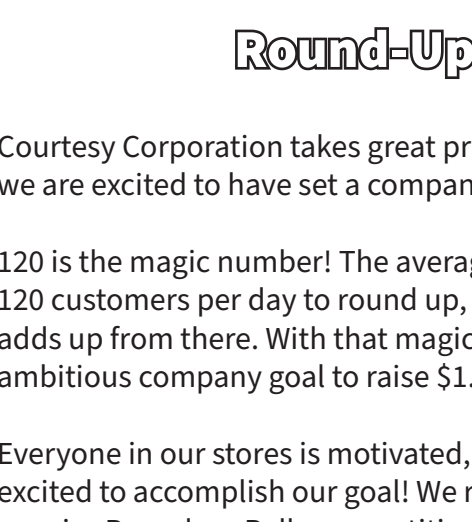 Round-Up
Courtesy Corporation takes great pr
we are excited to have set a compan
120 is the magic number! The averag
120 customers per day to round up,
adds up from there. With that magic
ambitious company goal to raise $1.
Everyone in our stores is motivated,
excited to accomplish our goal! We